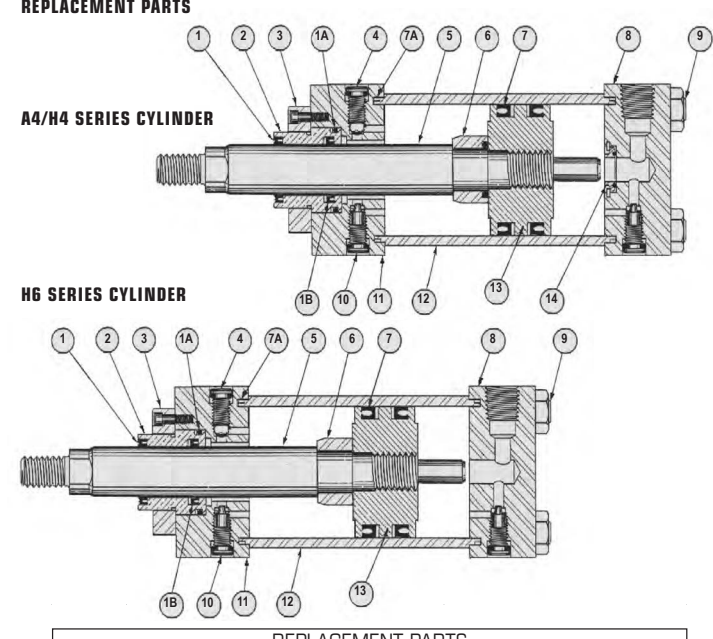 REPLACEMENT PARTS
1 2 3 1A 4 7A 5 6 7 8 9
A4/H4 SERIES CYLINDER
1B 10 11 12 13 14
H6 SERIES CYLINDER
1 2 3 1A 4 7A 5 6 7 8 9
1B 10 11 12 13
REPLACEMENT PARTS